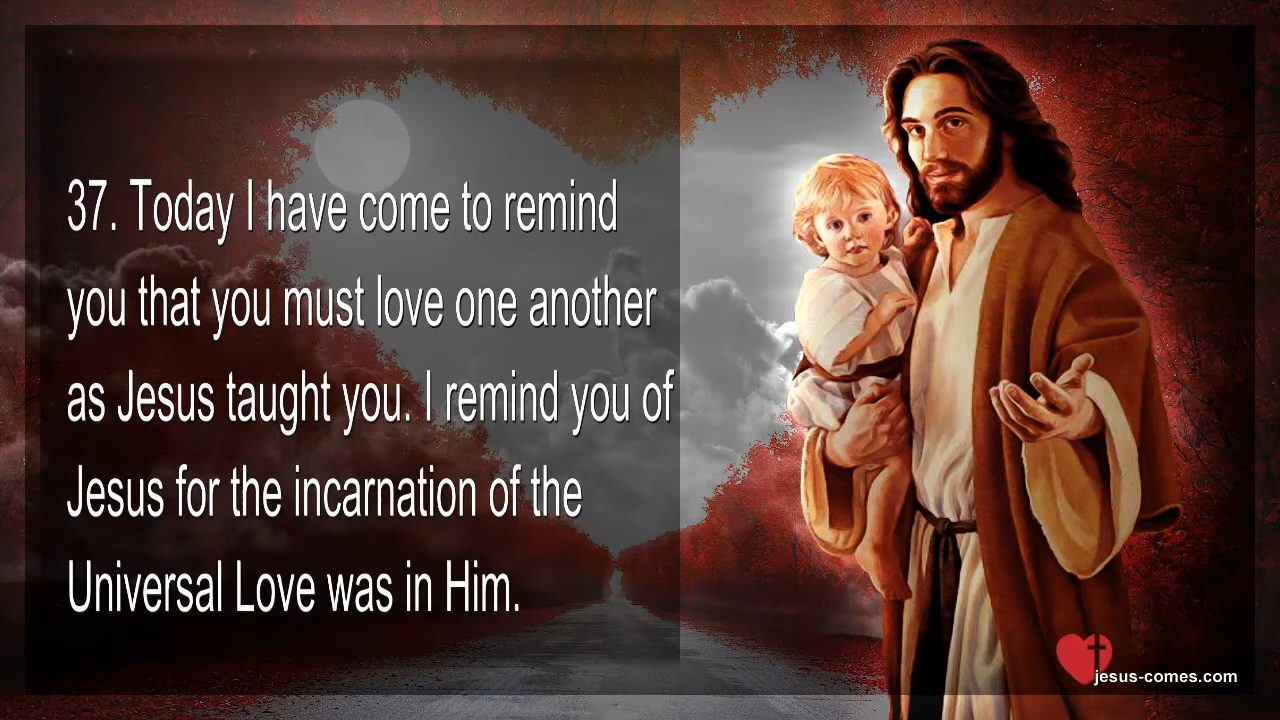 37. Today I have come to remind
you that you must love one another
as Jesus taught you. I remind you of
Jesus for the incarnation of the
Universal Love was in Him.
jesus-comes.com